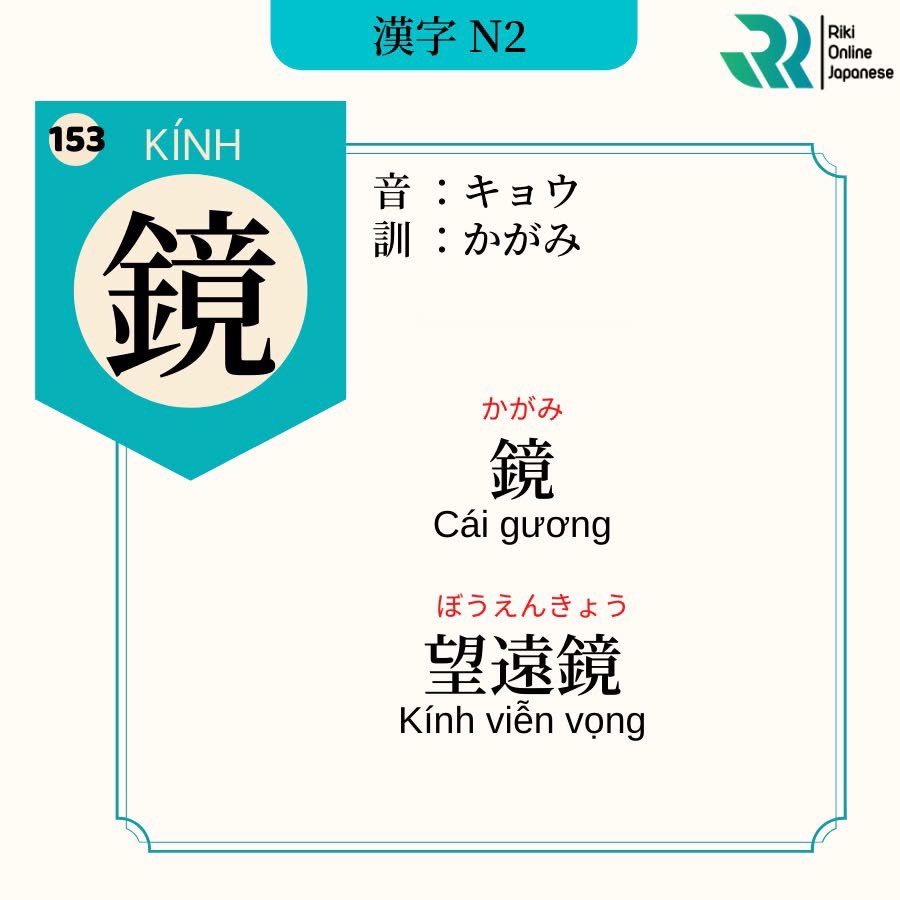 漢字 N2
Riki
Online
Japanese
153
KÍNH
鏡
音 ：キョウ
訓 ：かがみ
かがみ
鏡
Cái gương
ぼうえんきょう
望遠鏡
Kính viễn vọng